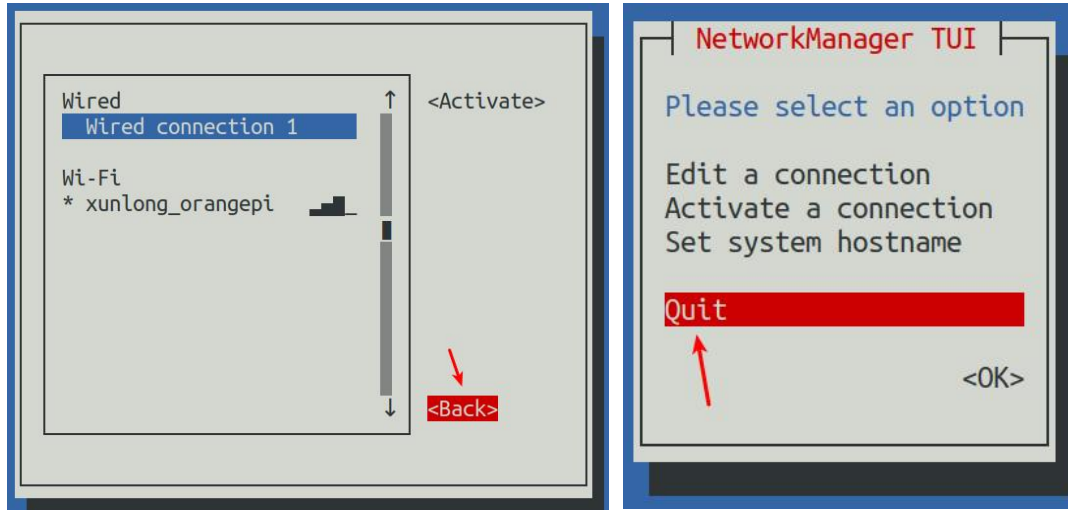 Wired
Wired connection 1
Wi-Fi
* xunlong_orangepi
<Activate>
<Back>
NetworkManager TUI
Please select an option
Edit a connection
Activate a connection
Set system hostname
Quit
<OK>